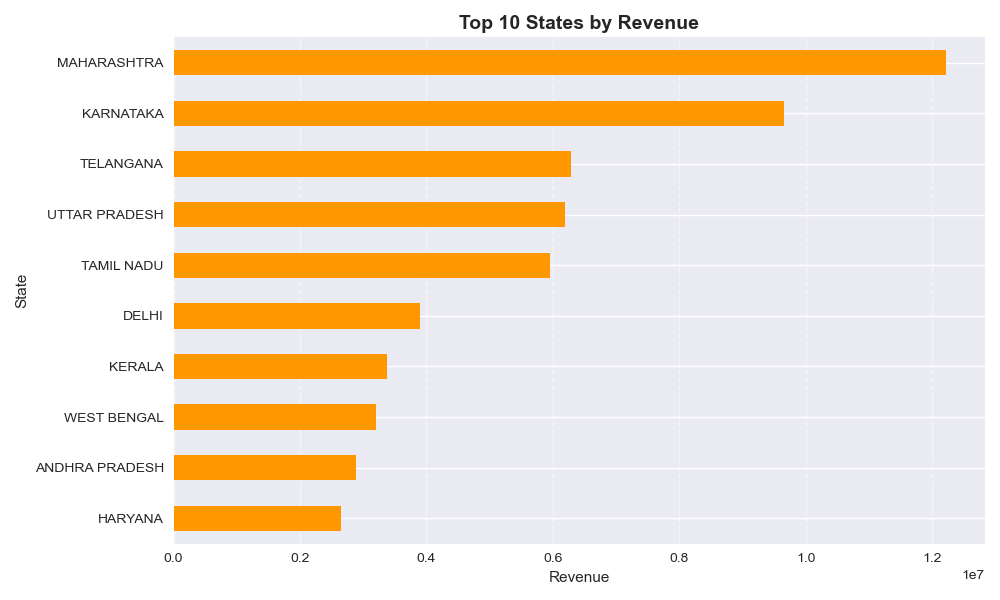 Top 10 States by Revenue
MAHARASHTRA
KARNATAKA
TELANGANA
UTTAR PRADESH
TAMIL NADU
DELHI
KERALA
WEST BENGAL
ANDHRA PRADESH
HARYANA
State
0.0 0.2 0.4 0.6 0.8 1.0 1.2
1e7
Revenue